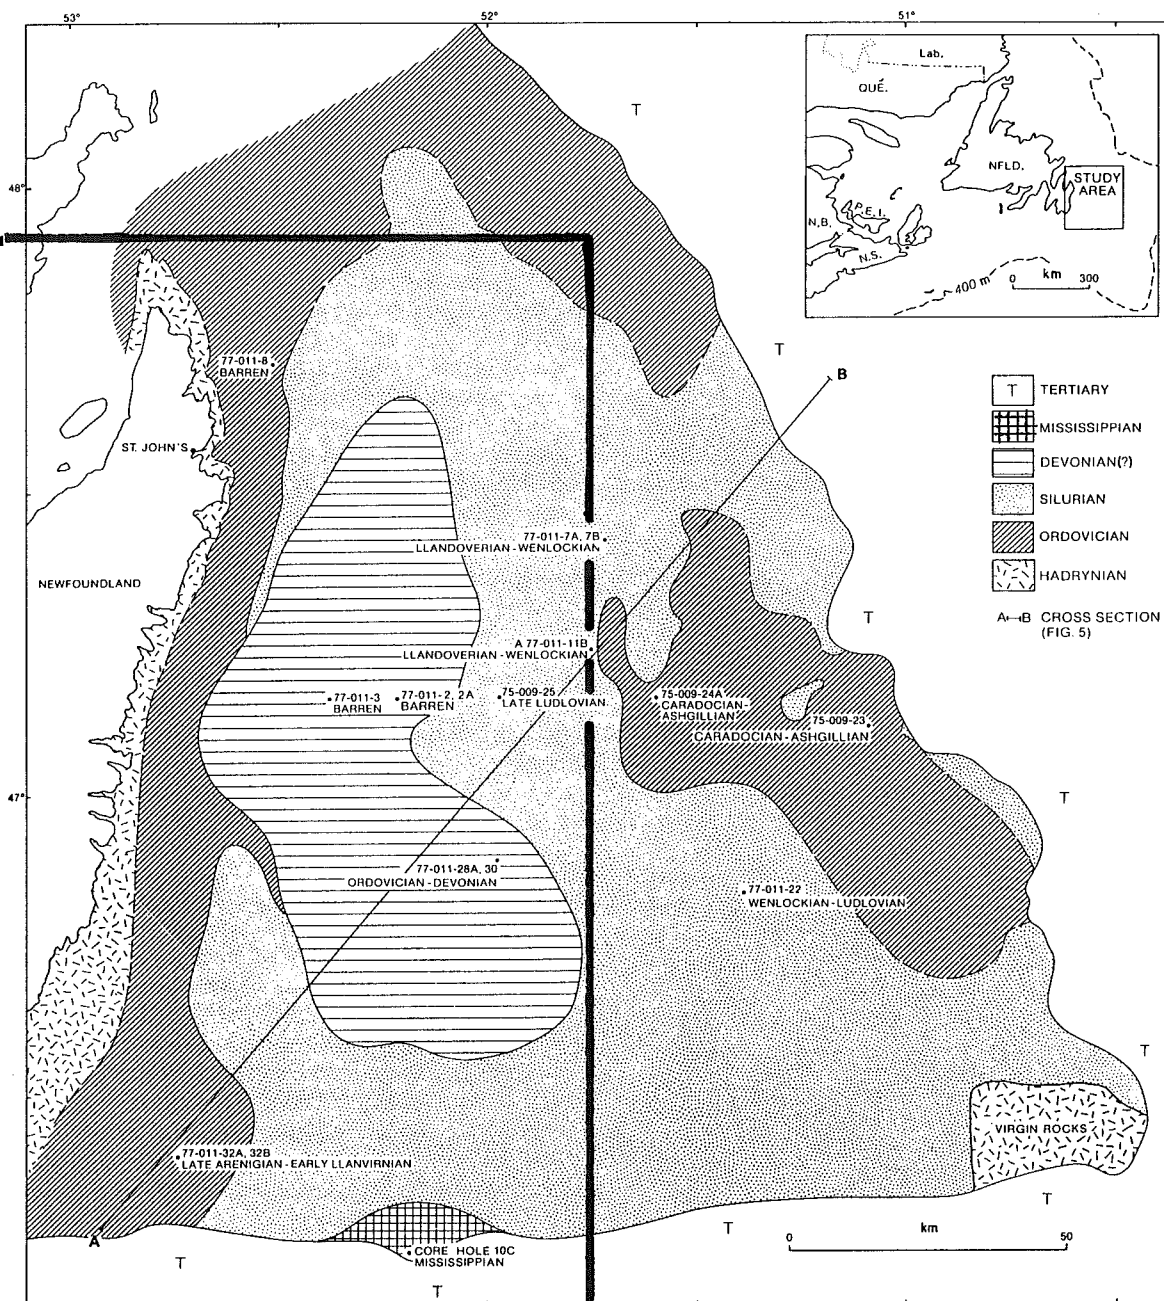 53°
52°
51°
48°
47°
T
Lab.
QUÉ.
NFLD.
STUDY
AREA
P.E.I.
N.B.
N.S.
400 m
km
0 300
T
B
77-011-8
BARREN
ST. JOHN'S
NEWFOUNDLAND
T TERTIARY
MISSISSIPPIAN
DEVONIAN(?)
SILURIAN
ORDOVICIAN
HADRYNIAN
A↔B CROSS SECTION
(FIG. 5)
77-011-7A, 7B
LLANDOVERIAN-WENLOCKIAN
T
A 77-011-11B
LLANDOVERIAN-WENLOCKIAN
77-011-3
BARREN
77-011-2, 2A
BARREN
75-009-25
LATE LUDLOVIAN
75-009-24A
CARADOCIAN-
ASHGILLIAN
75-009-23
CARADOCIAN-ASHGILLIAN
T
77-011-28A, 30
ORDOVICIAN-DEVONIAN
77-011-22
WENLOCKIAN-LUDLOVIAN
T
VIRGIN ROCKS
77-011-32A, 32B
LATE ARENIGIAN-EARLY LLANVIRNIAN
T
T
A
km
0 50
CORE HOLE 10C
MISSISSIPPIAN
T
T